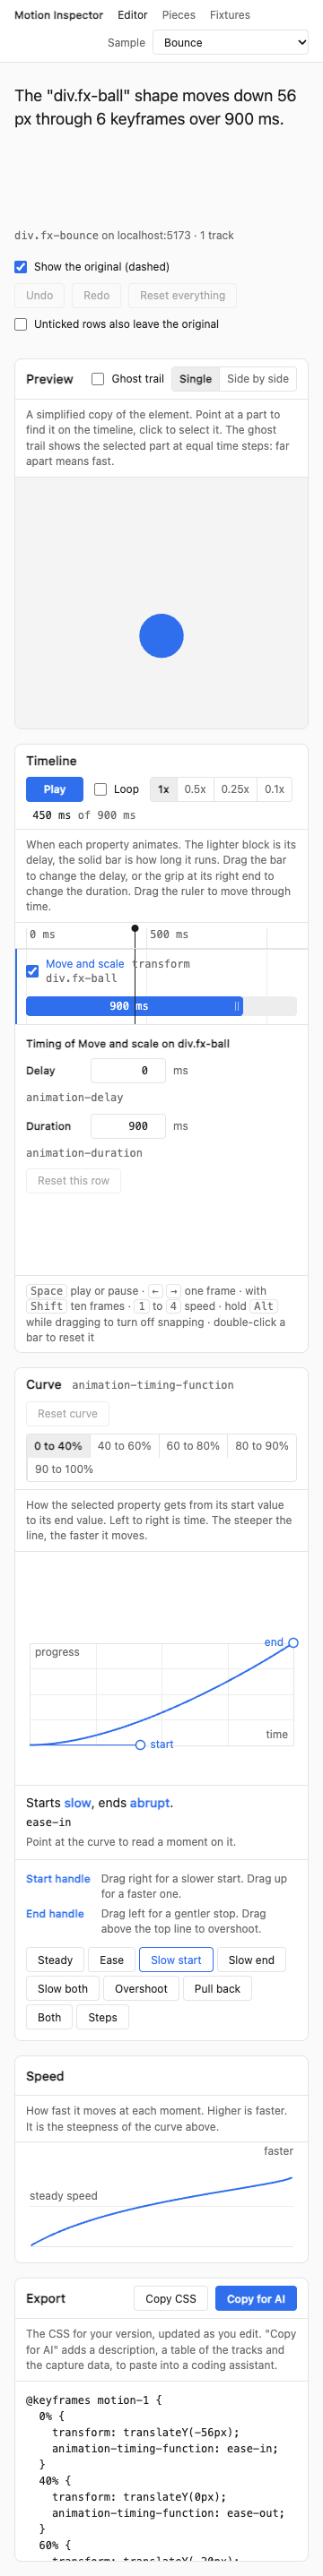 Motion Inspector Editor Pieces Fixtures
Sample Bounce
The "div.fx-ball" shape moves down 56
px through 6 keyframes over 900 ms.
div.fx-bounce on localhost:5173 · 1 track
Show the original (dashed)
Undo Redo Reset everything
Unticked rows also leave the original
Preview Ghost trail Single Side by side
A simplified copy of the element. Point at a part to
find it on the timeline, click to select it. The ghost
trail shows the selected part at equal time steps: far
apart means fast.
Timeline
Play Loop 1x 0.5x 0.25x 0.1x
450 ms of 900 ms
When each property animates. The lighter block is its
delay, the solid bar is how long it runs. Drag the bar
to change the delay, or the grip at its right end to
change the duration. Drag the ruler to move through
time.
0 ms 500 ms
Move and scale transform
div.fx-ball
900 ms
Timing of Move and scale on div.fx-ball
Delay 0 ms
animation-delay
Duration 900 ms
animation-duration
Reset this row
Space play or pause · ← → one frame · with
Shift ten frames · 1 to 4 speed · hold Alt
while dragging to turn off snapping · double-click a
bar to reset it
Curve animation-timing-function
Reset curve
0 to 40% 40 to 60% 60 to 80% 80 to 90%
90 to 100%
How the selected property gets from its start value
to its end value. Left to right is time. The steeper the
line, the faster it moves.
end
progress
time
start
Starts slow, ends abrupt.
ease-in
Point at the curve to read a moment on it.
Start handle Drag right for a slower start. Drag up
for a faster one.
End handle Drag left for a gentler stop. Drag
above the top line to overshoot.
Steady Ease Slow start Slow end
Slow both Overshoot Pull back
Both Steps
Speed
How fast it moves at each moment. Higher is faster.
It is the steepness of the curve above.
faster
steady speed
Export Copy CSS Copy for AI
The CSS for your version, updated as you edit. "Copy
for AI" adds a description, a table of the tracks and
the capture data, to paste into a coding assistant.
@keyframes motion-1 {
0% {
transform: translateY(-56px);
animation-timing-function: ease-in;
}
40% {
transform: translateY(0px);
animation-timing-function: ease-out;
}
60% {
transform: translateY(-20px);